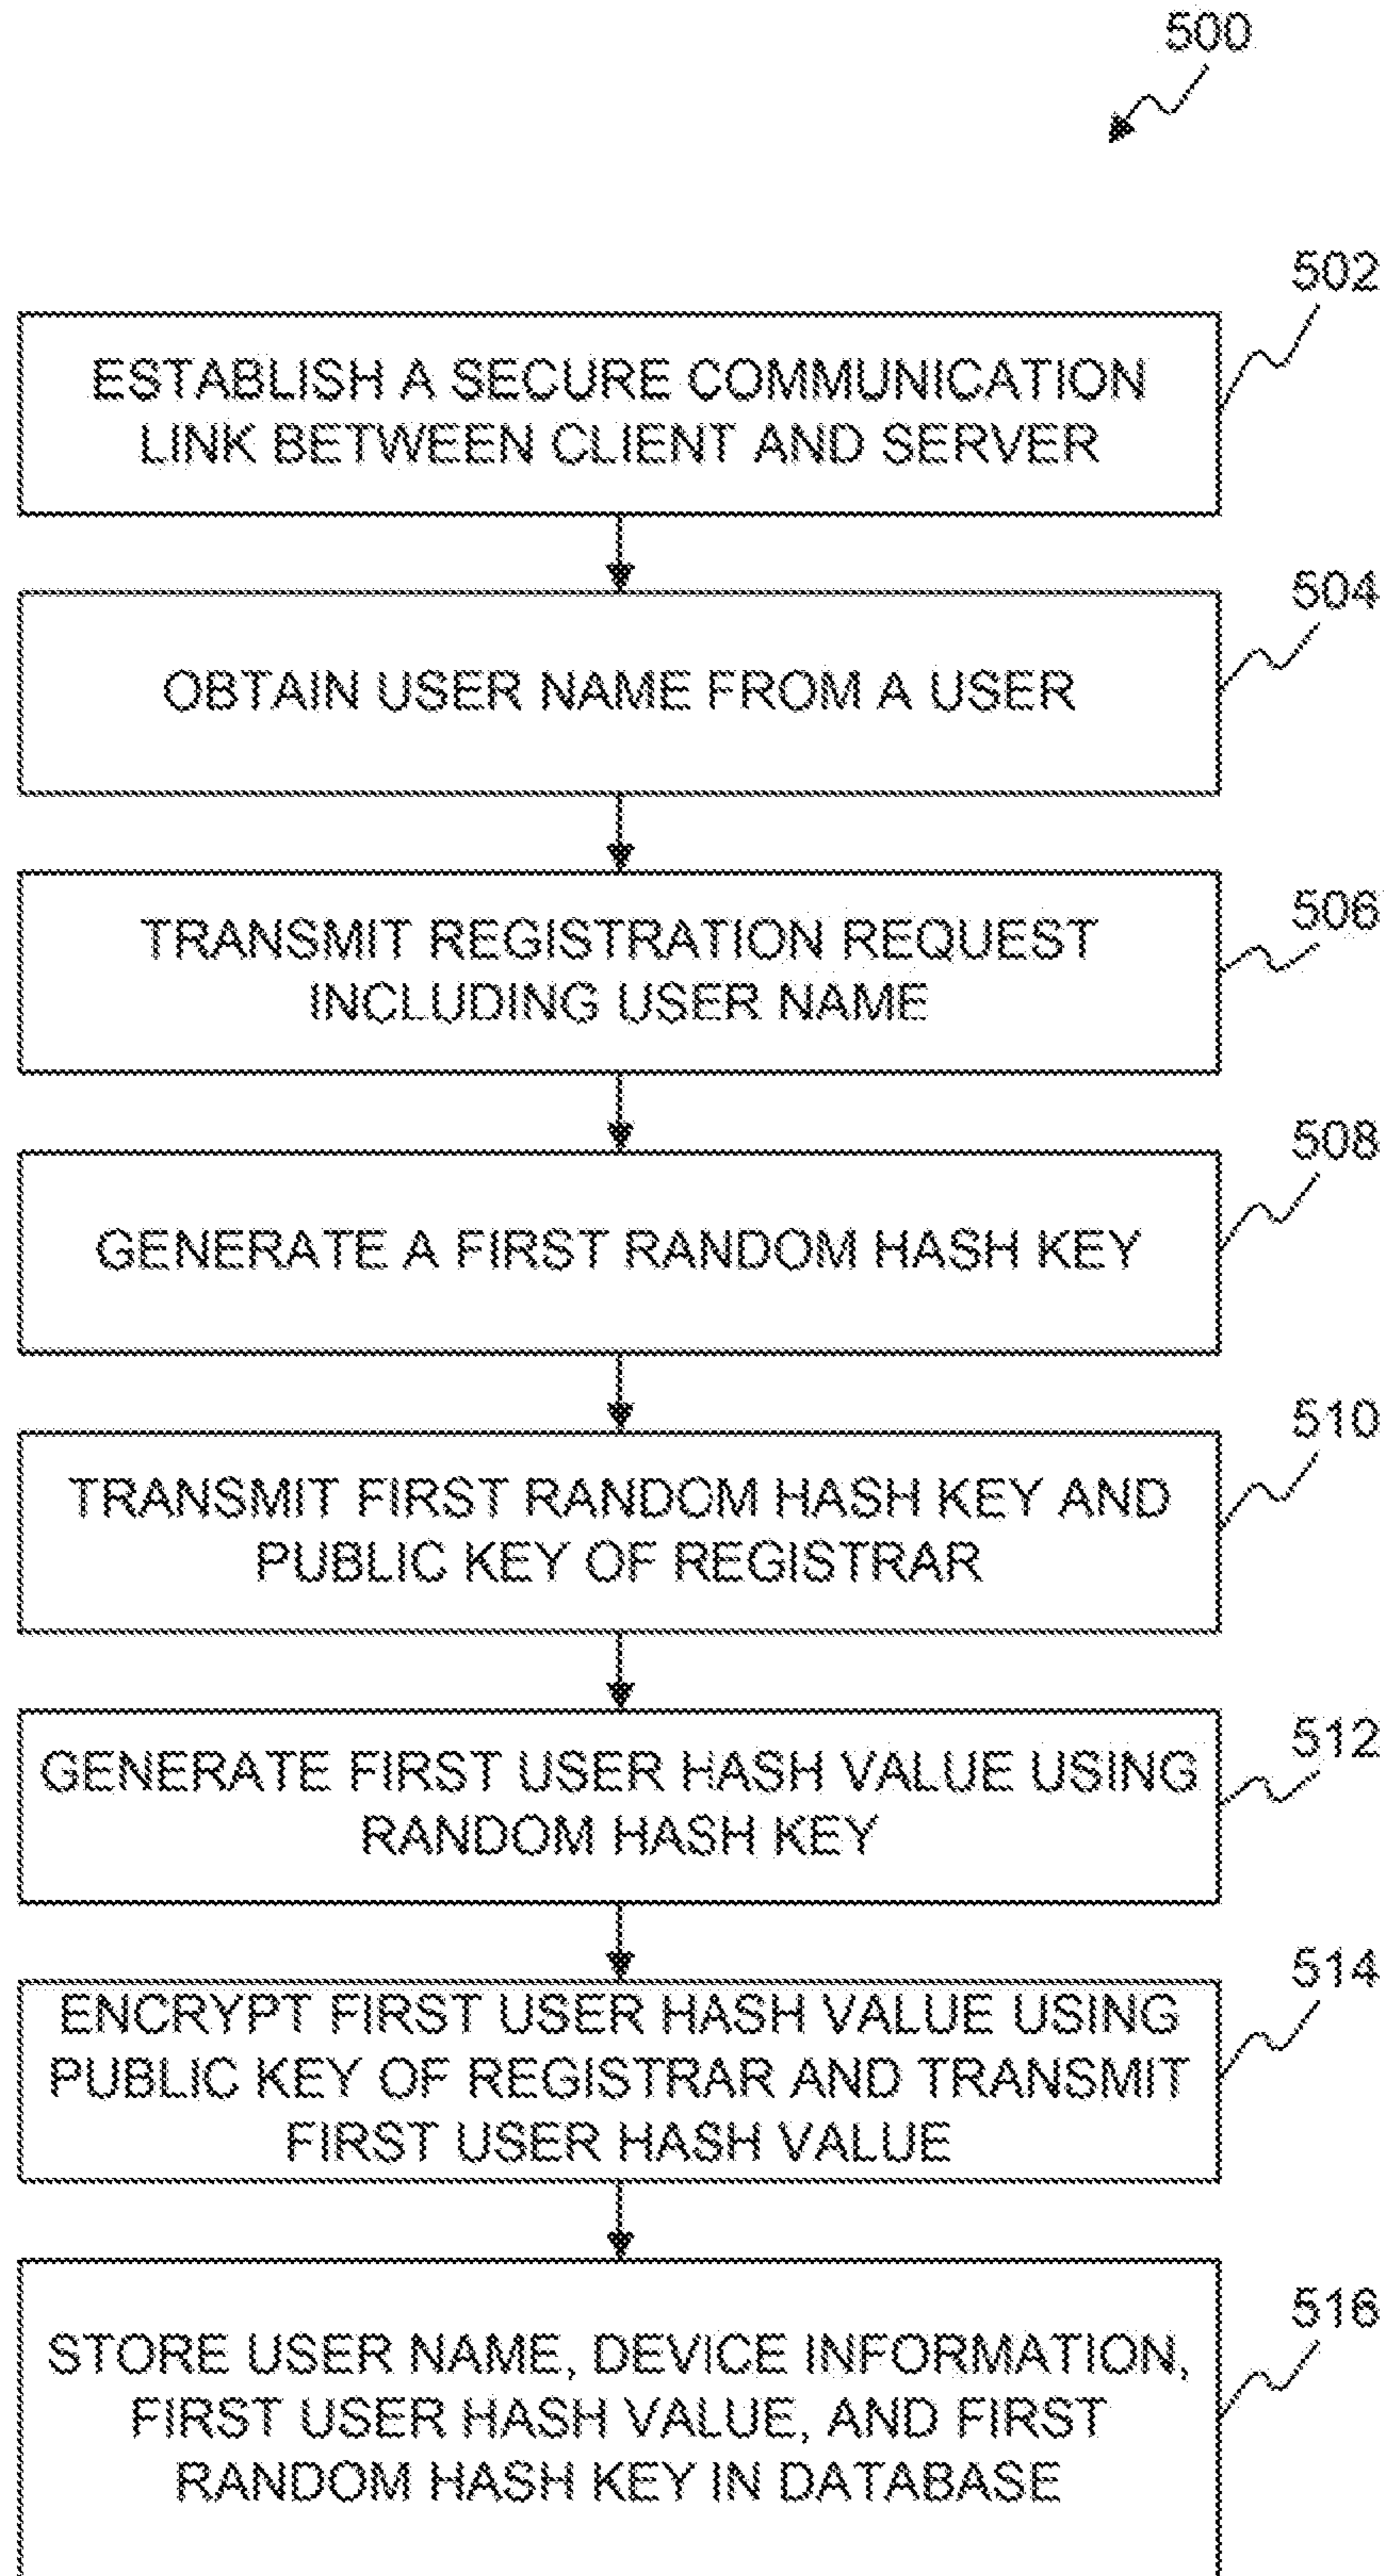 500
502
ESTABLISH A SECURE COMMUNICATION
LINK BETWEEN CLIENT AND SERVER
504
OBTAIN USER NAME FROM A USER
506
TRANSMIT REGISTRATION REQUEST
INCLUDING USER NAME
508
GENERATE A FIRST RANDOM HASH KEY
510
TRANSMIT FIRST RANDOM HASH KEY AND
PUBLIC KEY OF REGISTRAR
512
GENERATE FIRST USER HASH VALUE USING
RANDOM HASH KEY
514
ENCRYPT FIRST USER HASH VALUE USING
PUBLIC KEY OF REGISTRAR AND TRANSMIT
FIRST USER HASH VALUE
516
STORE USER NAME, DEVICE INFORMATION,
FIRST USER HASH VALUE, AND FIRST
RANDOM HASH KEY IN DATABASE